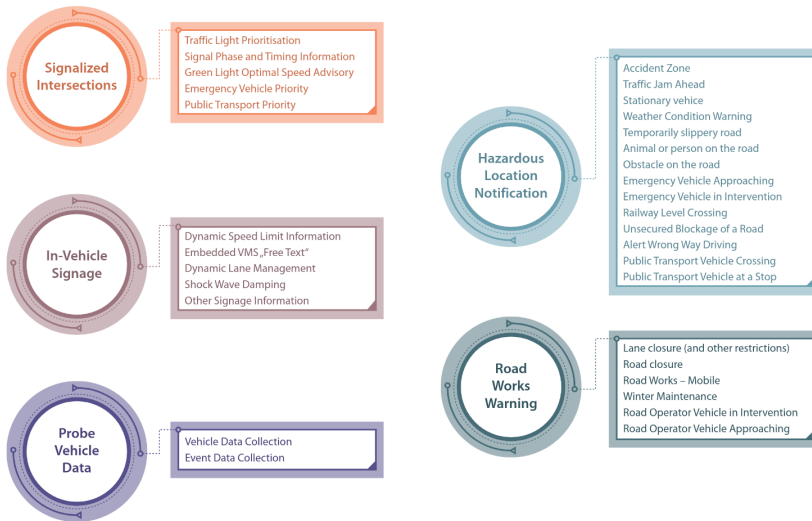 Signalized
Intersections
Traffic Light Prioritisation
Signal Phase and Timing Information
Green Light Optimal Speed Advisory
Emergency Vehicle Priority
Public Transport Priority
In-Vehicle
Signage
Dynamic Speed Limit Information
Embedded VMS „Free Text“
Dynamic Lane Management
Shock Wave Damping
Other Signage Information
Probe
Vehicle
Data
Vehicle Data Collection
Event Data Collection
Hazardous
Location
Notification
Accident Zone
Traffic Jam Ahead
Stationary vehice
Weather Condition Warning
Temporarily slippery road
Animal or person on the road
Obstacle on the road
Emergency Vehicle Approaching
Emergency Vehicle in Intervention
Railway Level Crossing
Unsecured Blockage of a Road
Alert Wrong Way Driving
Public Transport Vehicle Crossing
Public Transport Vehicle at a Stop
Road
Works
Warning
Lane closure (and other restrictions)
Road closure
Road Works – Mobile
Winter Maintenance
Road Operator Vehicle in Intervention
Road Operator Vehicle Approaching